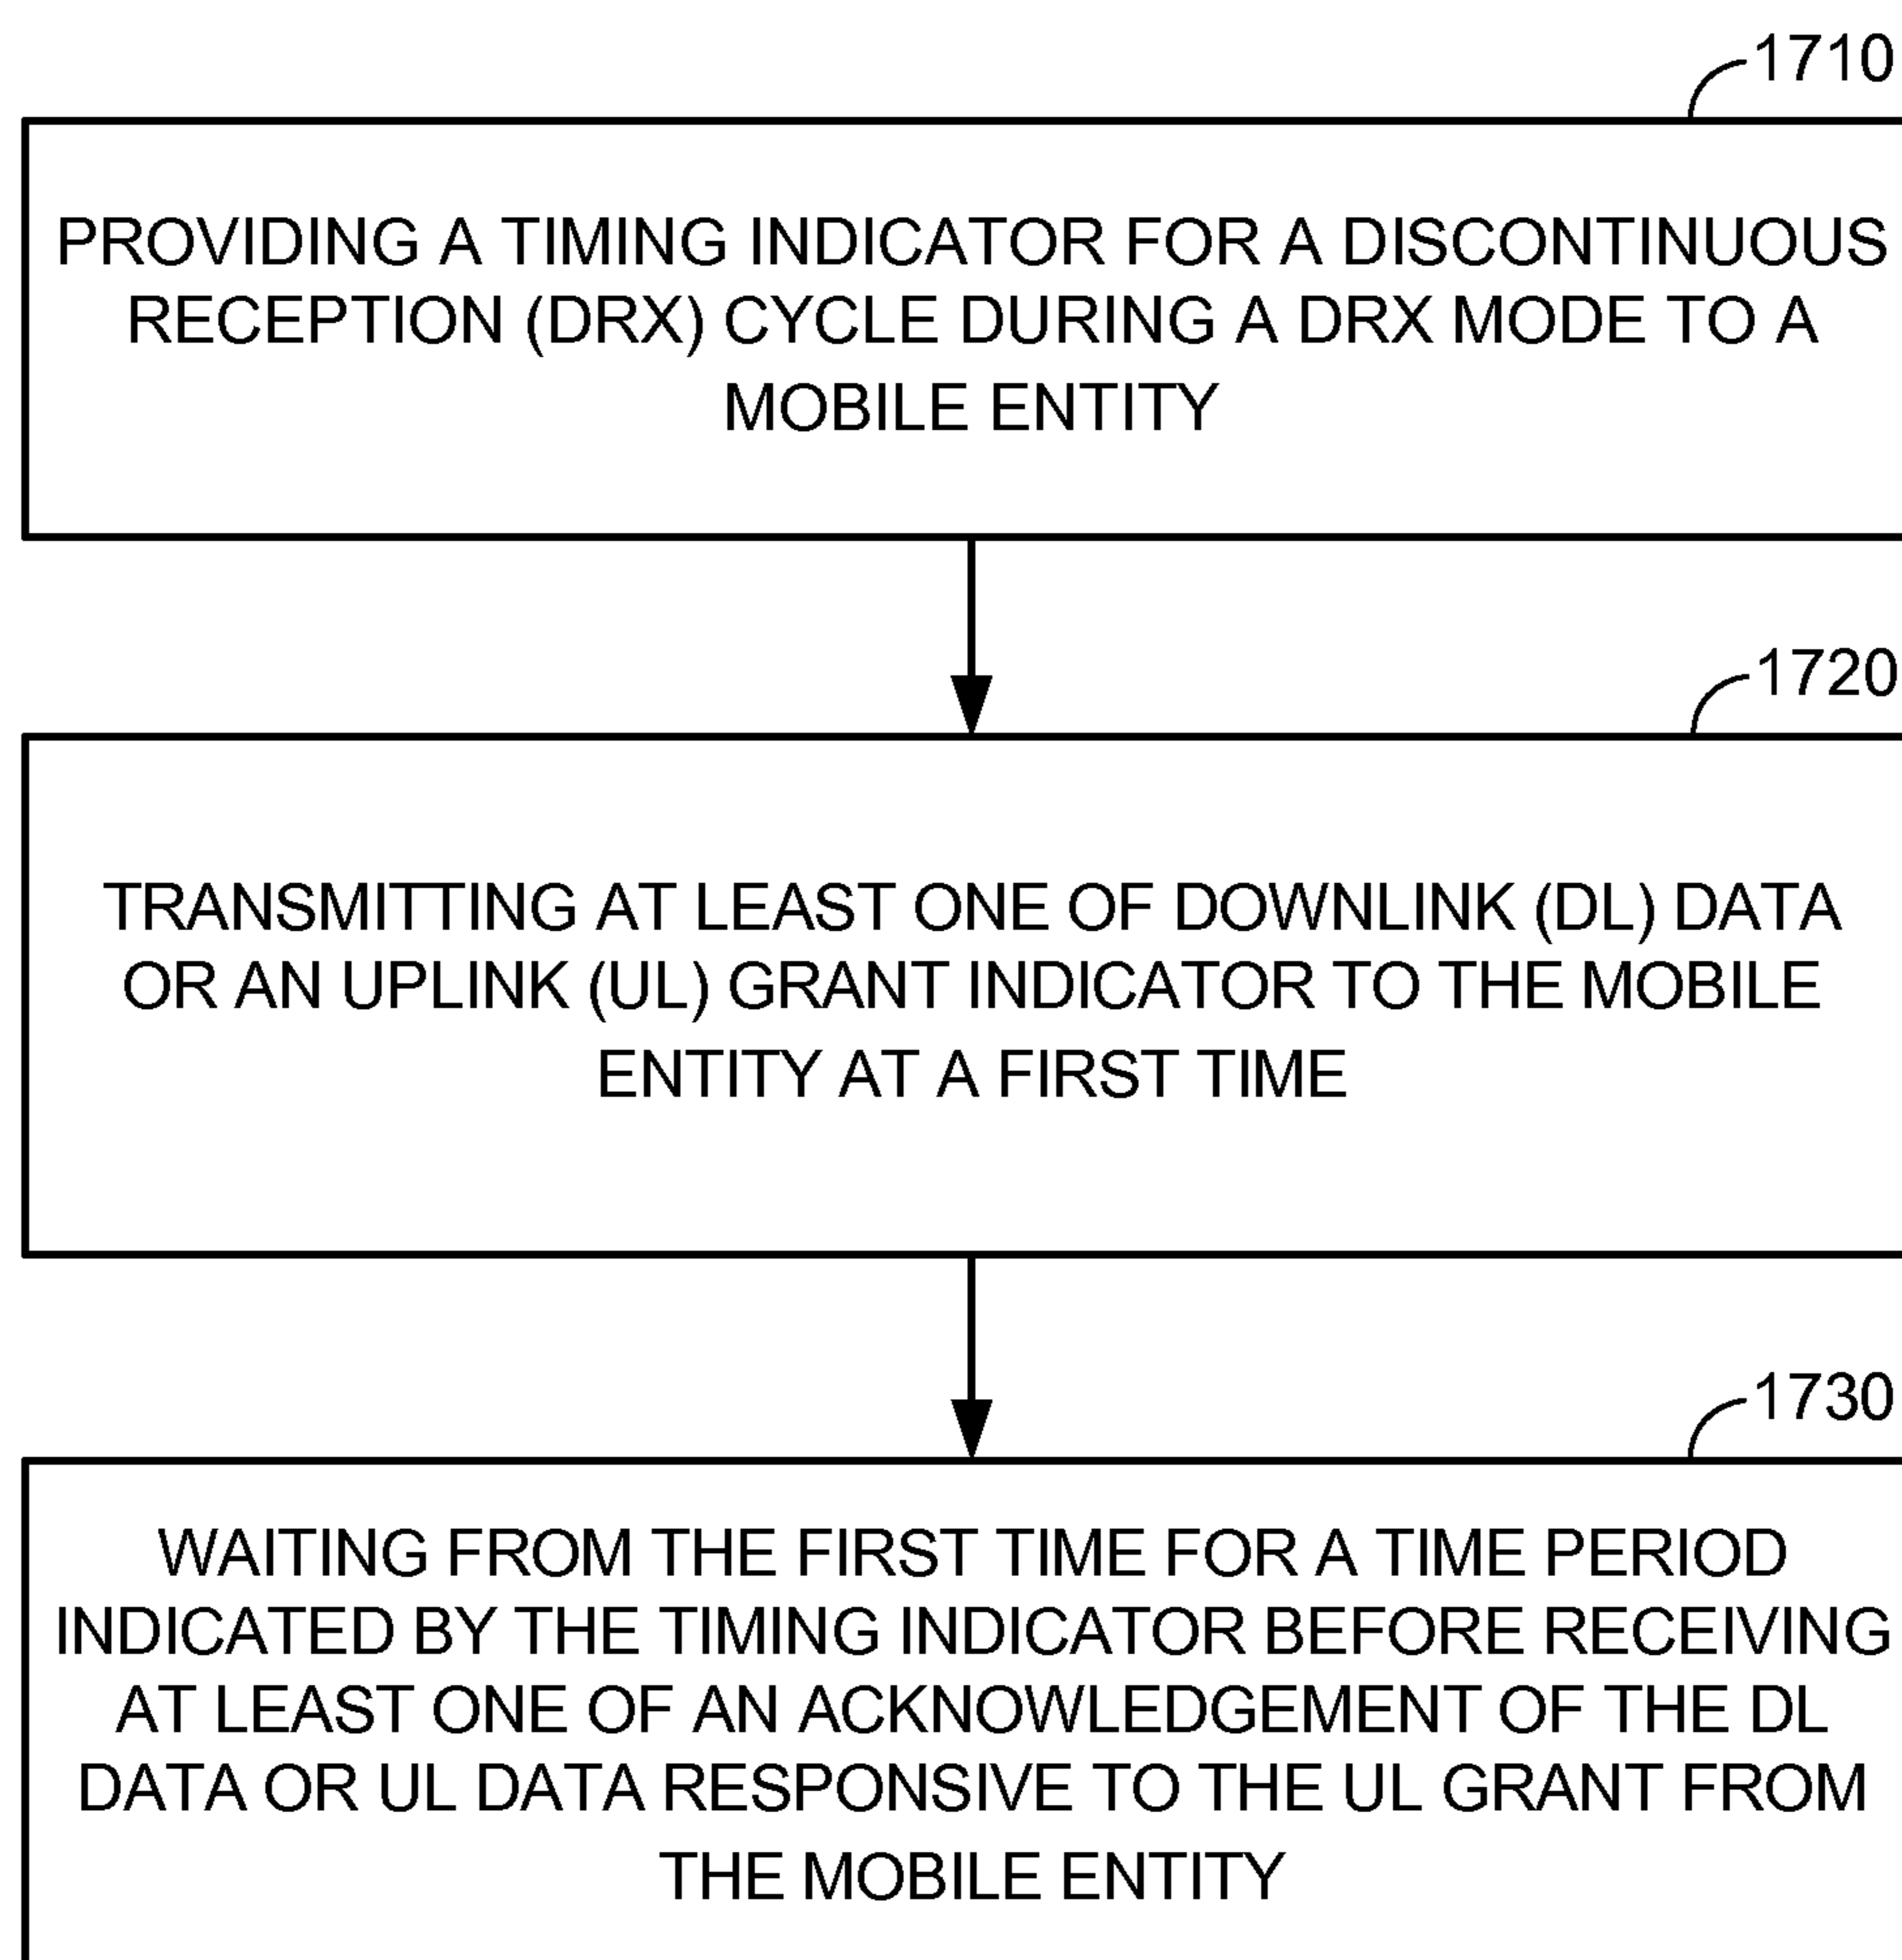 1710
PROVIDING A TIMING INDICATOR FOR A DISCONTINUOUS
RECEPTION (DRX) CYCLE DURING A DRX MODE TO A
MOBILE ENTITY
1720
TRANSMITTING AT LEAST ONE OF DOWNLINK (DL) DATA
OR AN UPLINK (UL) GRANT INDICATOR TO THE MOBILE
ENTITY AT A FIRST TIME
1730
WAITING FROM THE FIRST TIME FOR A TIME PERIOD
INDICATED BY THE TIMING INDICATOR BEFORE RECEIVING
AT LEAST ONE OF AN ACKNOWLEDGEMENT OF THE DL
DATA OR UL DATA RESPONSIVE TO THE UL GRANT FROM
THE MOBILE ENTITY